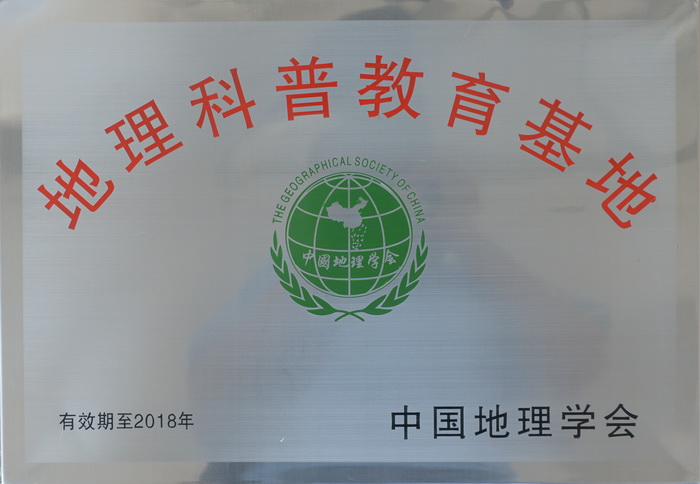 地理科普教育基地
THE GEOGRAPHICAL SOCIETY OF CHINA
中国地理学会
有效期至2018年
中国地理学会